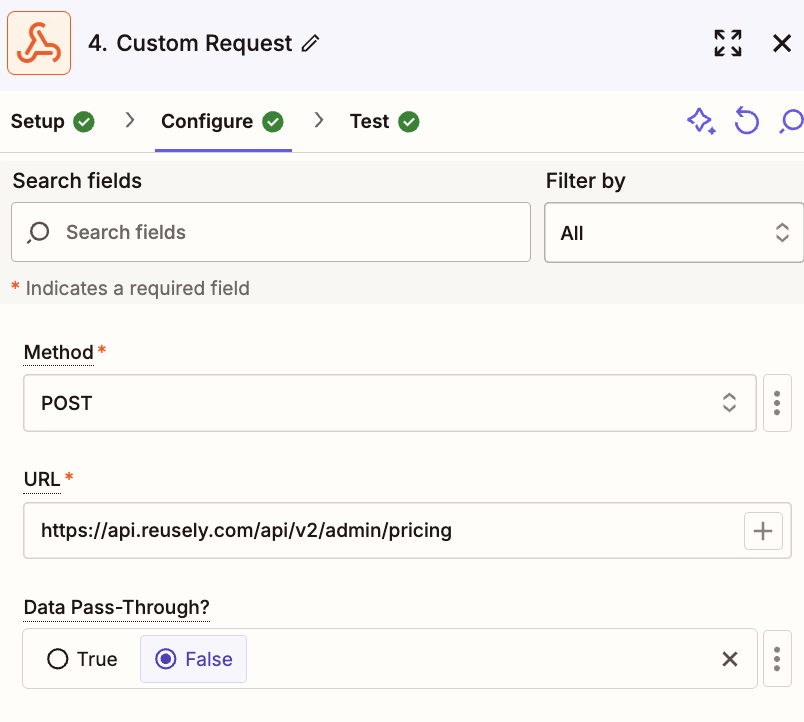 4. Custom Request
Setup
Configure
Test
Search fields
Filter by
Search fields
All
* Indicates a required field
Method*
POST
URL*
https://api.reusely.com/api/v2/admin/pricing
Data Pass-Through?
True
False